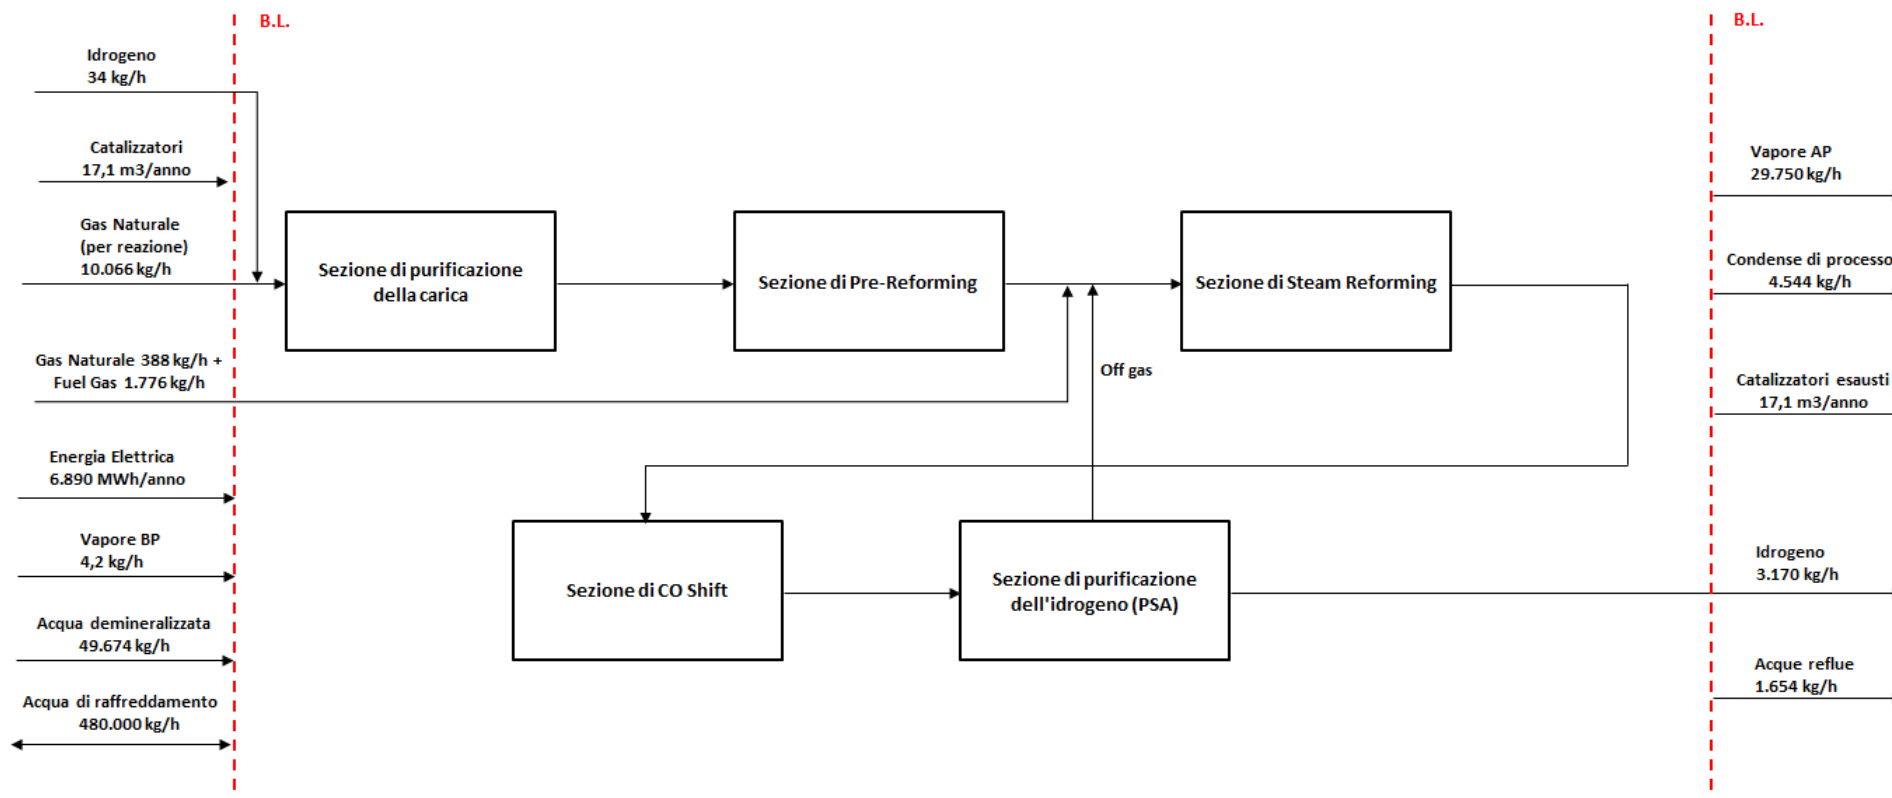 B.L.
B.L.
Idrogeno
34 kg/h
Catalizzatori
17,1 m3/anno
Gas Naturale
(per reazione)
10.066 kg/h
Gas Naturale 388 kg/h +
Fuel Gas 1.776 kg/h
Energia Elettrica
6.890 MWh/anno
Vapore BP
4,2 kg/h
Acqua demineralizzata
49.674 kg/h
Acqua di raffreddamento
480.000 kg/h
Sezione di purificazione
della carica
Sezione di Pre-Reforming
Sezione di Steam Reforming
Off gas
Sezione di CO Shift
Sezione di purificazione
dell'idrogeno (PSA)
Vapore AP
29.750 kg/h
Condense di processo
4.544 kg/h
Catalizzatori esausti
17,1 m3/anno
Idrogeno
3.170 kg/h
Acque reflue
1.654 kg/h